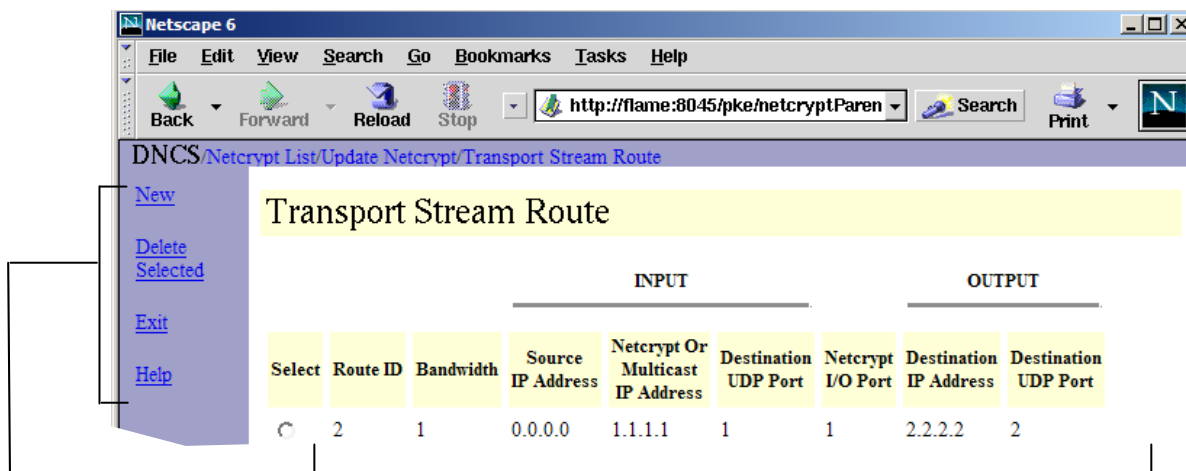 Netscape 6
File Edit View Search Go Bookmarks Tasks Help
Back Forward Reload Stop http://flame:8045/pke/netcryptParen Search Print N
DNCS/Netcrypt List/Update Netcrypt/Transport Stream Route
New
Delete
Selected
Exit
Help
Transport Stream Route
INPUT OUTPUT
Select Route ID Bandwidth Source IP Address Netcrypt Or Multicast IP Address Destination UDP Port Netcrypt I/O Port Destination IP Address Destination UDP Port
2 1 0.0.0.0 1.1.1.1 1 1 2.2.2.2 2